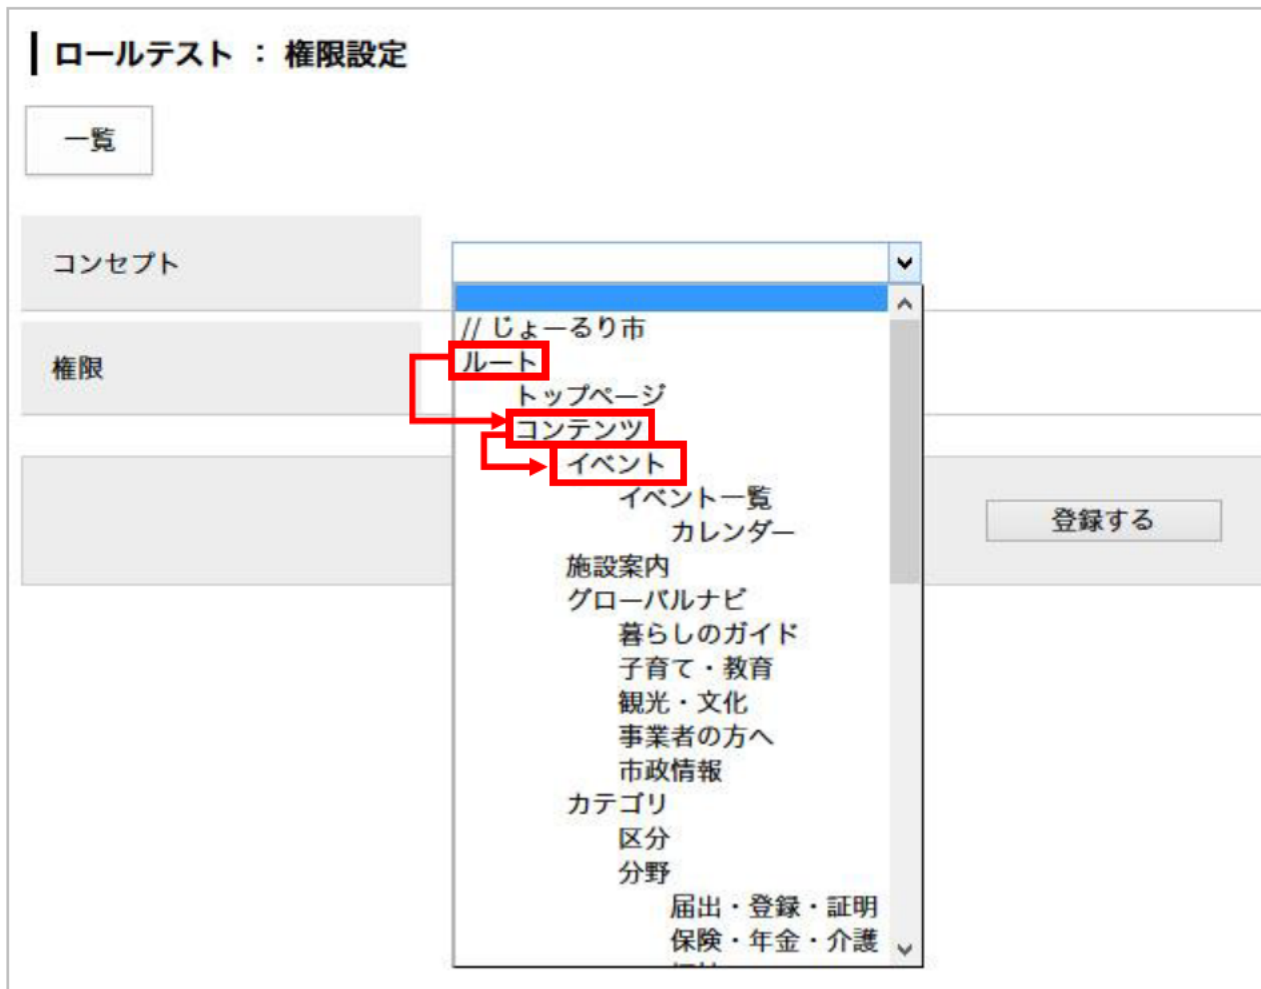 ロールテスト ： 権限設定
一覧
コンセプト
// じょーるり市
ルート
権限
トップページ
コンテンツ
イベント
イベント一覧
カレンダー
登録する
施設案内
グローバルナビ
暮らしのガイド
子育て・教育
観光・文化
事業者の方へ
市政情報
カテゴリ
区分
分野
届出・登録・証明
保険・年金・介護